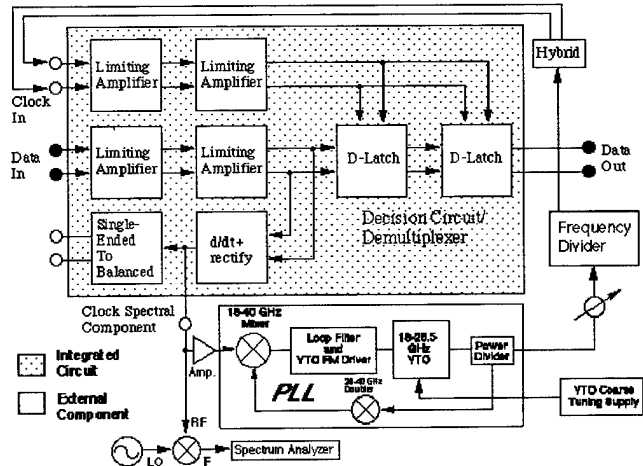 Hybrid
Limiting
Amplifier
Limiting
Amplifier
Clock
In
Data
In
Limiting
Amplifier
Limiting
Amplifier
D-Latch
D-Latch
Data
Out
Decision Circuit/
Demultiplexer
Single-
Ended
To
Balanced
d/dt+
rectify
Frequency
Divider
Clock Spectral
Component
18-40 GHz
Mixer
Loop Filter
and
YTO FM Driver
18-26.5
GHz
YTO
Power
Divider
Amp.
Integrated
Circuit
External
Component
PLL
26-40 GHz
Doubler
YTO Coarse
Tuning Supply
RF
LO
F
Spectrum Analyzer